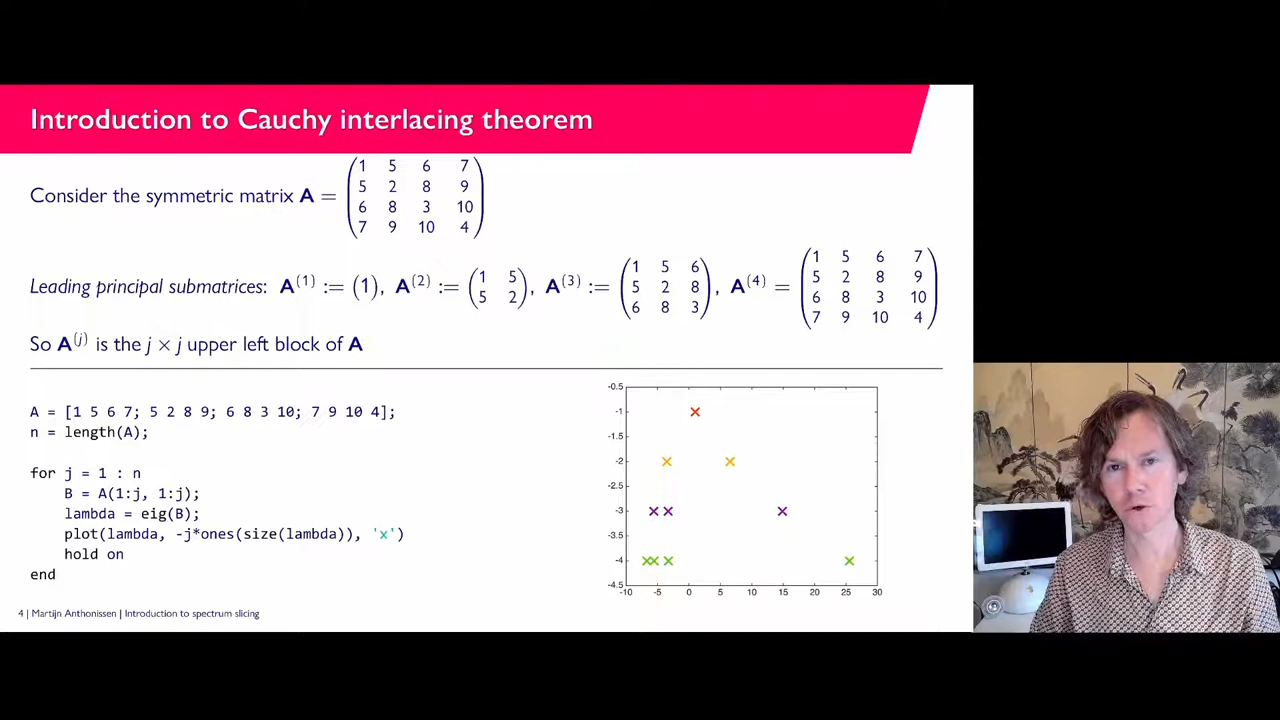 Introduction to Cauchy interlacing theorem
Consider the symmetric matrix A =
1 5 6 7
5 2 8 9
6 8 3 10
7 9 10 4
Leading principal submatrices: A(1) := (1), A(2) := (1 5; 5 2), A(3) := (1 5 6; 5 2 8; 6 8 3), A(4) = (1 5 6 7; 5 2 8 9; 6 8 3 10; 7 9 10 4)
So A(j) is the j × j upper left block of A
A = [1 5 6 7; 5 2 8 9; 6 8 3 10; 7 9 10 4];
n = length(A);
for j = 1 : n
B = A(1:j, 1:j);
lambda = eig(B);
plot(lambda, -j*ones(size(lambda)), 'x')
hold on
end
-0.5
-1
-1.5
-2
-2.5
-3
-3.5
-4
-4.5
-10 -5 0 5 10 15 20 25 30
4 | Martijn Anthonissen | Introduction to spectrum slicing